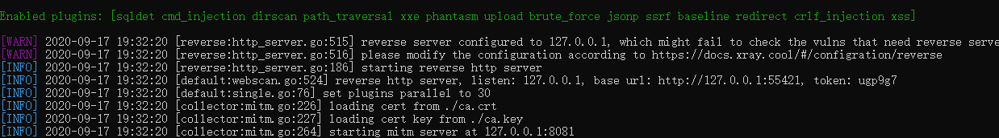 Enabled plugins: [sqldet cmd_injection dirscan path_traversal xxe phantasm upload brute_force jsonp ssrf baseline redirect crlf_injection xss]
[WARN] 2020-09-17 19:32:20 [reverse:http_server.go:515] reverse server configured to 127.0.0.1, which might fail to check the vulns that need reverse serve
[WARN] 2020-09-17 19:32:20 [reverse:http_server.go:516] please modify the configuration according to https://docs.xray.cool/#/configration/reverse
[INFO] 2020-09-17 19:32:20 [reverse:http_server.go:186] starting reverse http server
[INFO] 2020-09-17 19:32:20 [default:webscan.go:524] reverse http server, listen: 127.0.0.1, base url: http://127.0.0.1:55421, token: ugp9g7
[INFO] 2020-09-17 19:32:20 [default:single.go:76] set plugins parallel to 30
[INFO] 2020-09-17 19:32:20 [collector:mitm.go:226] loading cert from ./ca.crt
[INFO] 2020-09-17 19:32:20 [collector:mitm.go:227] loading cert key from ./ca.key
[INFO] 2020-09-17 19:32:20 [collector:mitm.go:264] starting mitm server at 127.0.0.1:8081